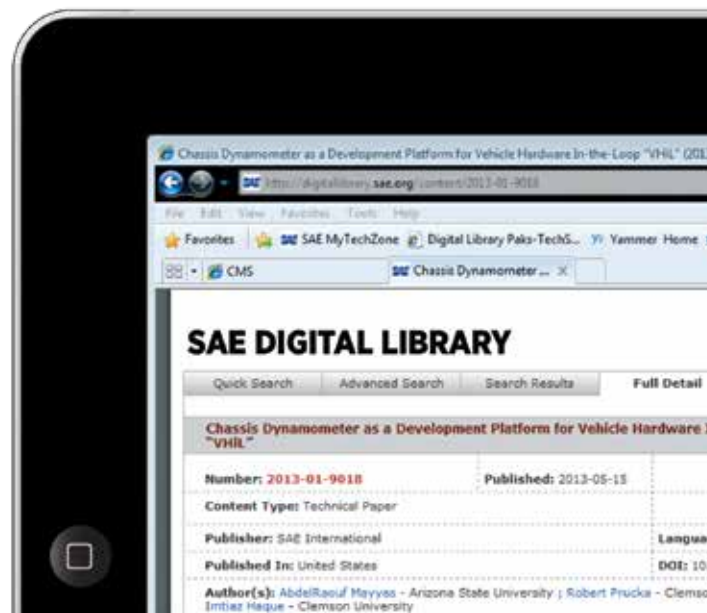 Chassis Dynamometer as a Development Platform for Vehicle Hardware In-the-Loop "VHiL" (201
SAE http://digitallibrary.sae.org/content/2013-01-9018
File Edit View Favorites Tools Help
Favorites SAE SAE MyTechZone Digital Library Paks-TechS... Yammer Home
CMS SAE Chassis Dynamometer ... X
SAE DIGITAL LIBRARY
Quick Search Advanced Search Search Results Full Detail
Chassis Dynamometer as a Development Platform for Vehicle Hardware I
"VHiL"
Number: 2013-01-9018 Published: 2013-05-15
Content Type: Technical Paper
Publisher: SAE International Langua
Published In: United States DOI: 10
Author(s): AbdelRaouf Mayyas - Arizona State University ; Robert Prucka - Clemso
Imtiaz Haque - Clemson University